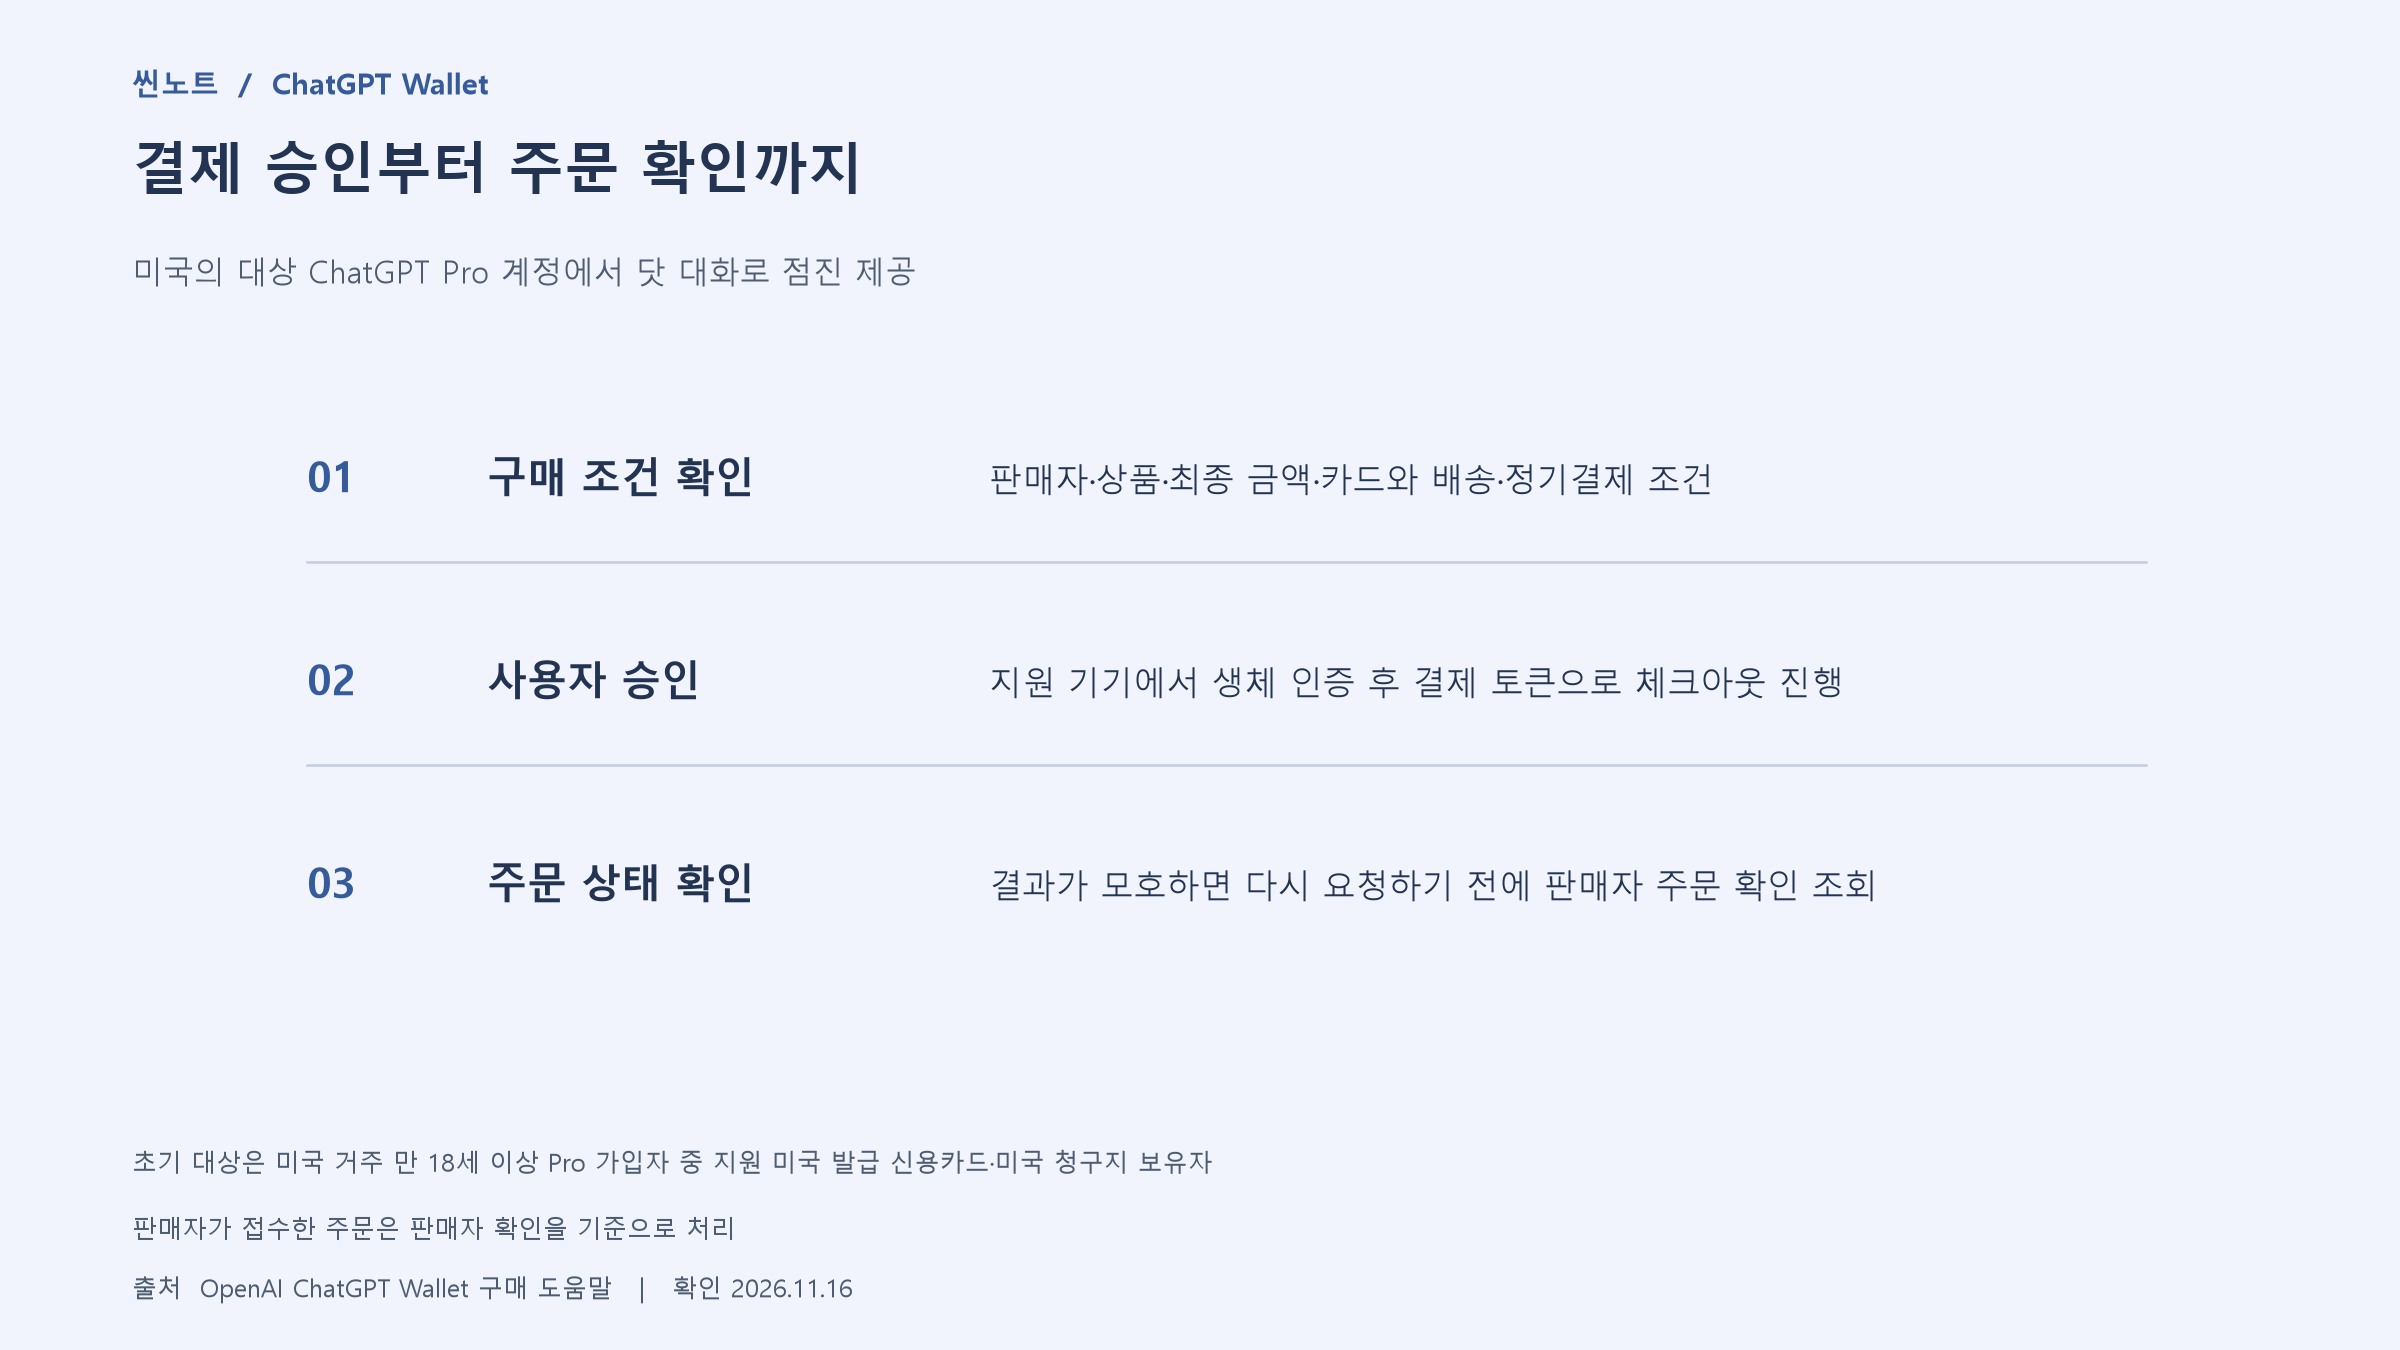 씬노트 / ChatGPT Wallet
결제 승인부터 주문 확인까지
미국의 대상 ChatGPT Pro 계정에서 닷 대화로 점진 제공
01 구매 조건 확인 판매자·상품·최종 금액·카드와 배송·정기결제 조건
02 사용자 승인 지원 기기에서 생체 인증 후 결제 토큰으로 체크아웃 진행
03 주문 상태 확인 결과가 모호하면 다시 요청하기 전에 판매자 주문 확인 조회
초기 대상은 미국 거주 만 18세 이상 Pro 가입자 중 지원 미국 발급 신용카드·미국 청구지 보유자
판매자가 접수한 주문은 판매자 확인을 기준으로 처리
출처 OpenAI ChatGPT Wallet 구매 도움말 | 확인 2026.11.16